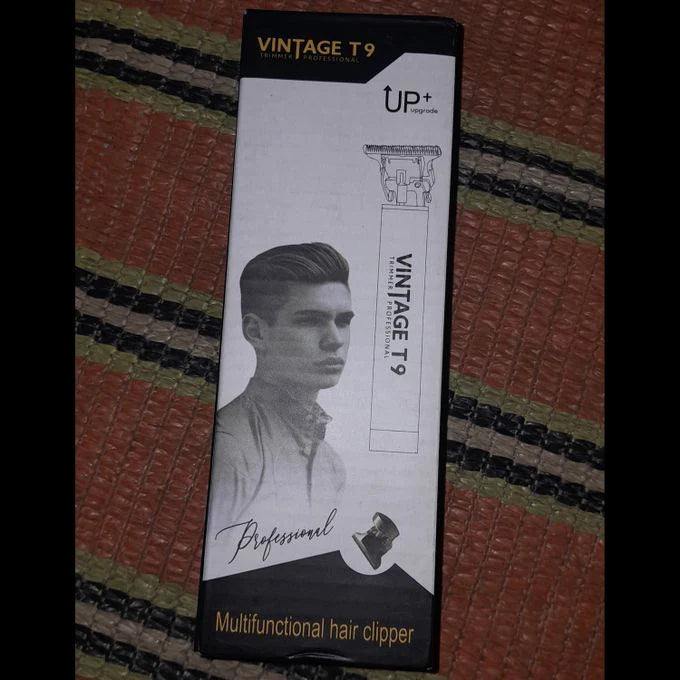 VINTAGE T9
TRIMMER PROFESSIONAL
UP+
upgrade
VINTAGE T9
TRIMMER PROFESSIONAL
Professional
Multifunctional hair clipper